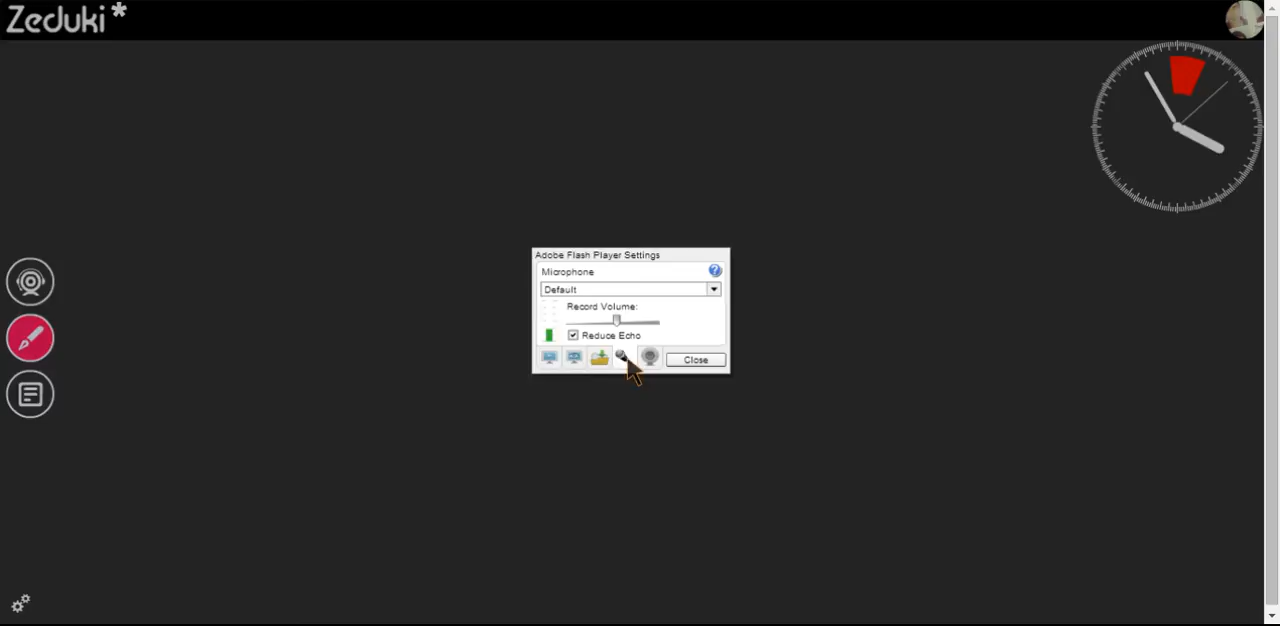 Zeduki*
Adobe Flash Player Settings
Microphone
?
Default
Record Volume:
Reduce Echo
Close